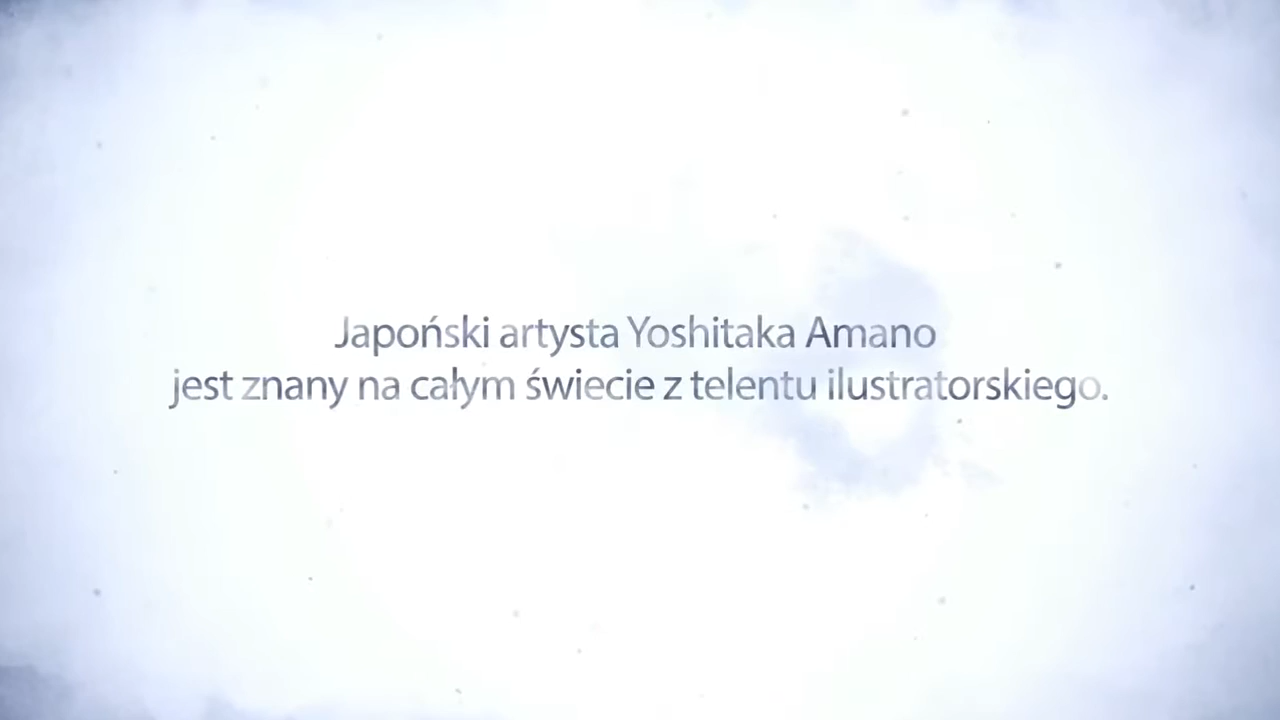 Japoński artysta Yoshitaka Amano
jest znany na całym świecie z telentu ilustratorskiego.